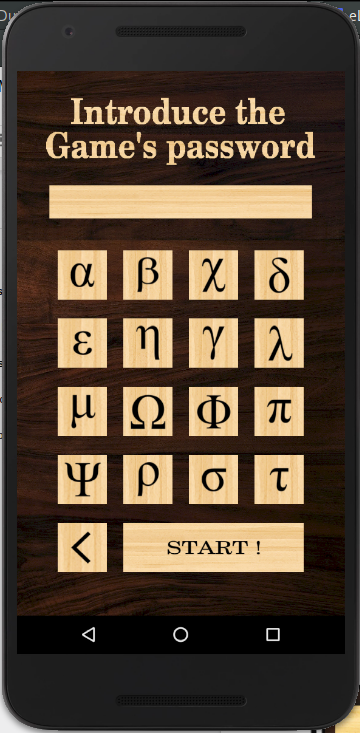 Introduce the
Game's password
α β χ δ
ε η γ λ
μ Ω Φ π
Ψ ρ σ τ
< START !